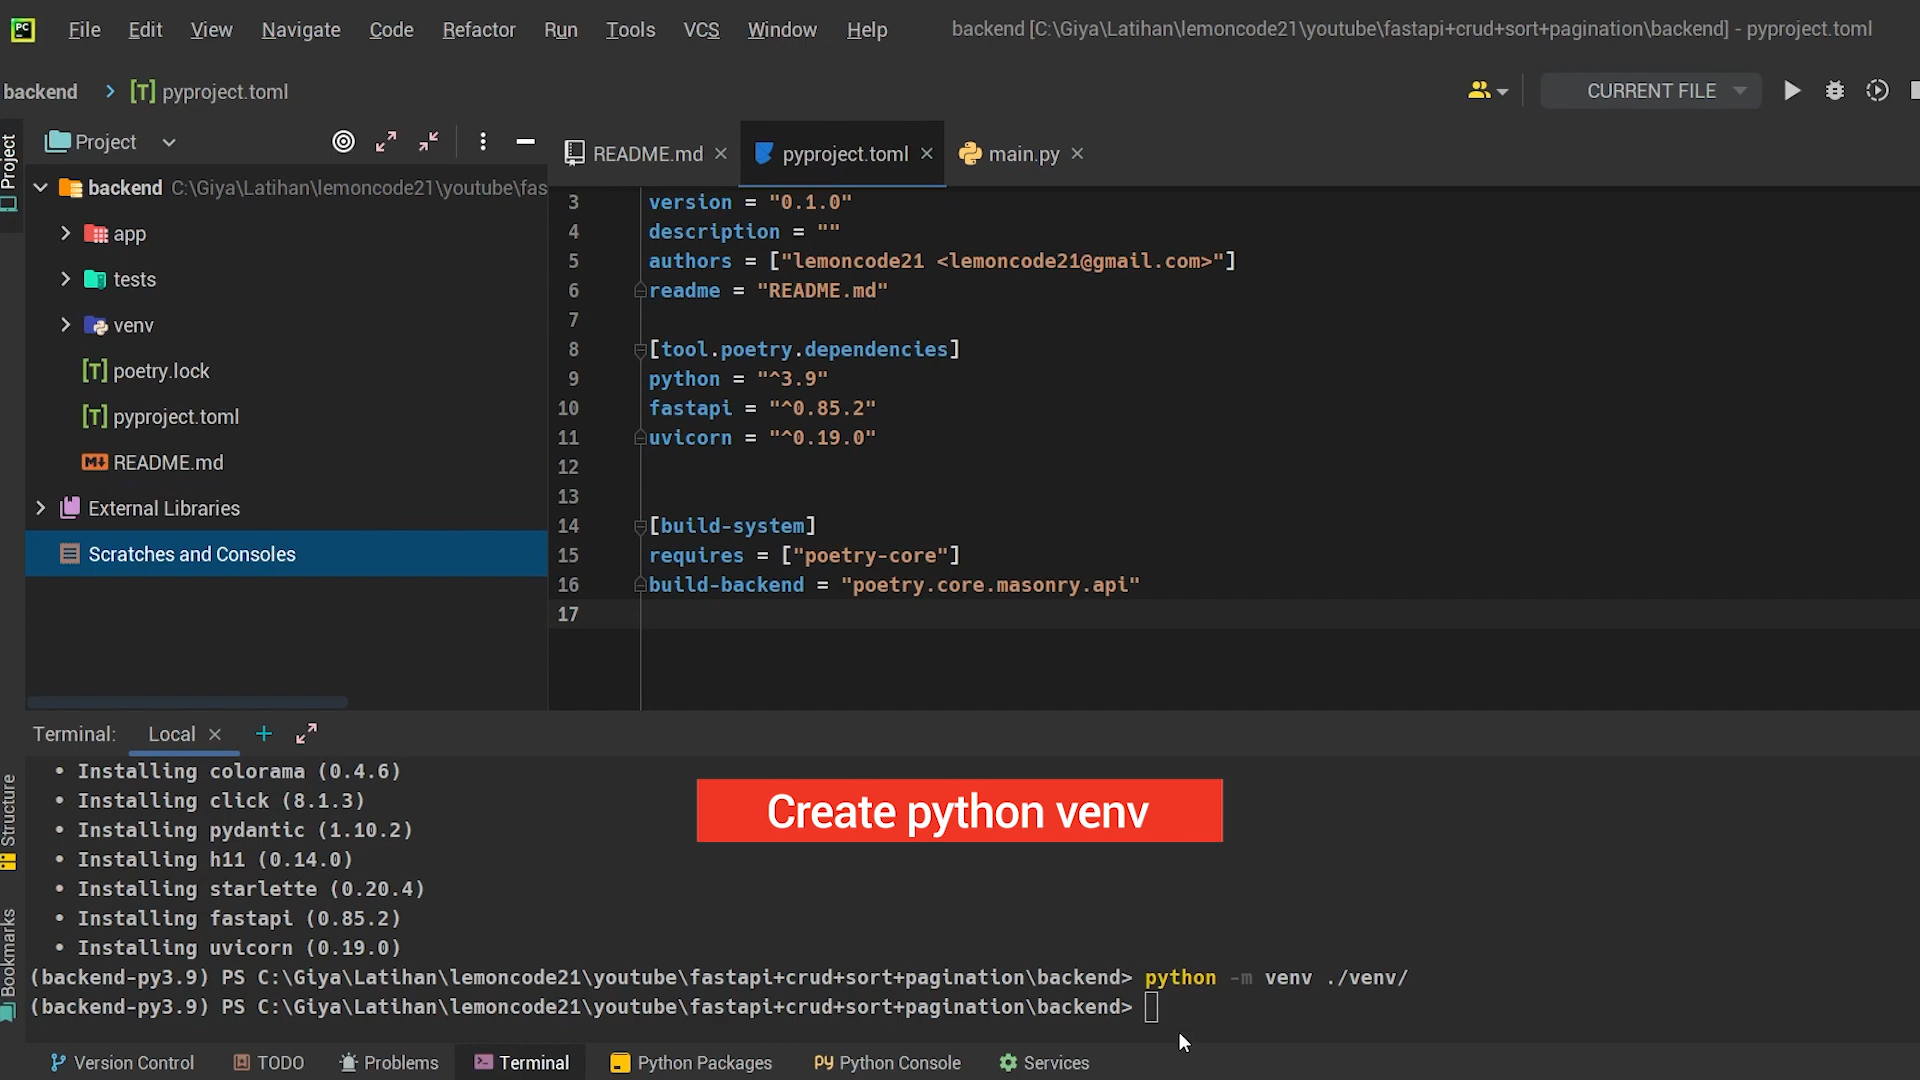 PC File Edit View Navigate Code Refactor Run Tools VCS Window Help backend [C:\Giya\Latihan\lemoncode21\youtube\fastapi+crud+sort+pagination\backend] - pyproject.toml
backend [T] pyproject.toml CURRENT FILE
Project
Project
README.md pyproject.toml main.py
backend C:\Giya\Latihan\lemoncode21\youtube\fas
app
tests
venv
[T] poetry.lock
[T] pyproject.toml
M↓ README.md
External Libraries
Scratches and Consoles
3 version = "0.1.0"
4 description = ""
5 authors = ["lemoncode21 <lemoncode21@gmail.com>"]
6 readme = "README.md"
7
8 [tool.poetry.dependencies]
9 python = "^3.9"
10 fastapi = "^0.85.2"
11 uvicorn = "^0.19.0"
12
13
14 [build-system]
15 requires = ["poetry-core"]
16 build-backend = "poetry.core.masonry.api"
17
Terminal: Local
Structure
Bookmarks
• Installing colorama (0.4.6)
• Installing click (8.1.3)
• Installing pydantic (1.10.2)
• Installing h11 (0.14.0)
• Installing starlette (0.20.4)
• Installing fastapi (0.85.2)
• Installing uvicorn (0.19.0)
Create python venv
(backend-py3.9) PS C:\Giya\Latihan\lemoncode21\youtube\fastapi+crud+sort+pagination\backend> python -m venv ./venv/
(backend-py3.9) PS C:\Giya\Latihan\lemoncode21\youtube\fastapi+crud+sort+pagination\backend>
Version Control TODO Problems Terminal Python Packages PY Python Console Services